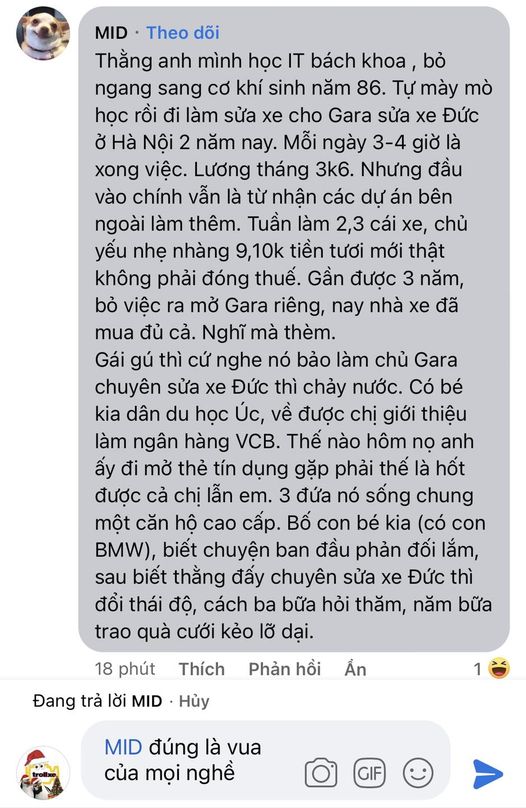 MID · Theo dõi
Thằng anh mình học IT bách khoa , bỏ
ngang sang cơ khí sinh năm 86. Tự mày mò
học rồi đi làm sửa xe cho Gara sửa xe Đức
ở Hà Nội 2 năm nay. Mỗi ngày 3-4 giờ là
xong việc. Lương tháng 3k6. Nhưng đầu
vào chính vẫn là từ nhận các dự án bên
ngoài làm thêm. Tuần làm 2,3 cái xe, chủ
yếu nhẹ nhàng 9,10k tiền tươi mới thật
không phải đóng thuế. Gần được 3 năm,
bỏ việc ra mở Gara riêng, nay nhà xe đã
mua đủ cả. Nghĩ mà thèm.
Gái gú thì cứ nghe nó bảo làm chủ Gara
chuyên sửa xe Đức thì chảy nước. Có bé
kia dân du học Úc, về được chị giới thiệu
làm ngân hàng VCB. Thế nào hôm nọ anh
ấy đi mở thẻ tín dụng gặp phải thế là hốt
được cả chị lẫn em. 3 đứa nó sống chung
một căn hộ cao cấp. Bố con bé kia (có con
BMW), biết chuyện ban đầu phản đối lắm,
sau biết thằng đấy chuyên sửa xe Đức thì
đổi thái độ, cách ba bữa hỏi thăm, năm bữa
trao quà cưới kẻo lỡ dại.
18 phút Thích Phản hồi Ẩn 1
Đang trả lời MID · Hủy
MID đúng là vua
của mọi nghề
GIF
trollxe